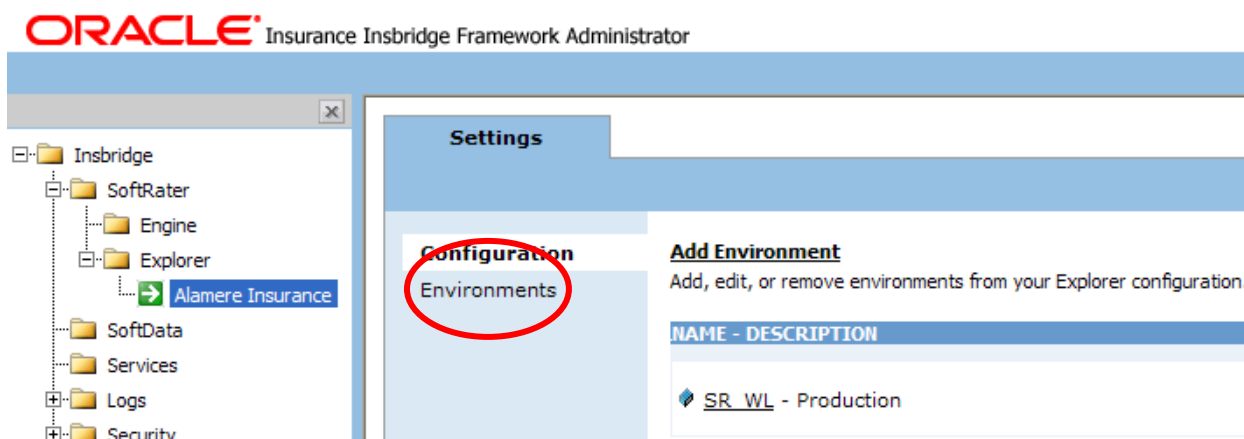 ORACLE Insurance Insbridge Framework Administrator
Insbridge
SoftRater
Engine
Explorer
Alamere Insurance
SoftData
Services
Logs
Security
Settings
Configuration
Environments
Add Environment
Add, edit, or remove environments from your Explorer configuration.
NAME - DESCRIPTION
SR_WL - Production